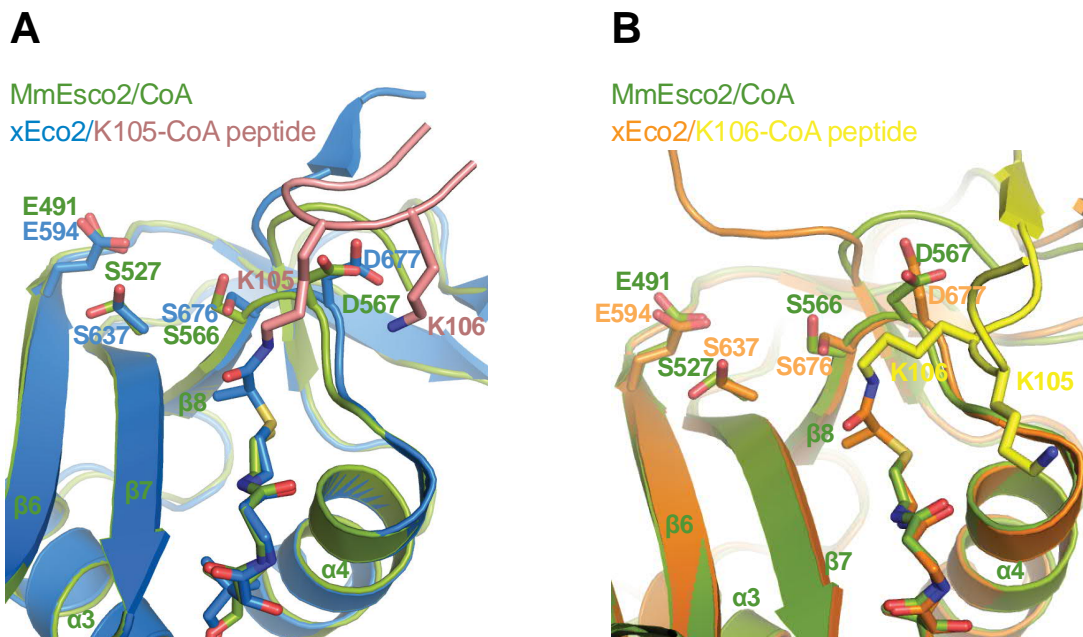 A
MmEsco2/CoA
xEco2/K105-CoA peptide
E491
E594
S527
S637
S676
S566
K105
D677
D567
K106
β8
β7
β6
α4
α3
B
MmEsco2/CoA
xEco2/K106-CoA peptide
E491
E594
S527
S637
S566
S676
D567
D677
K106
K105
β8
β6
β7
α3
α4